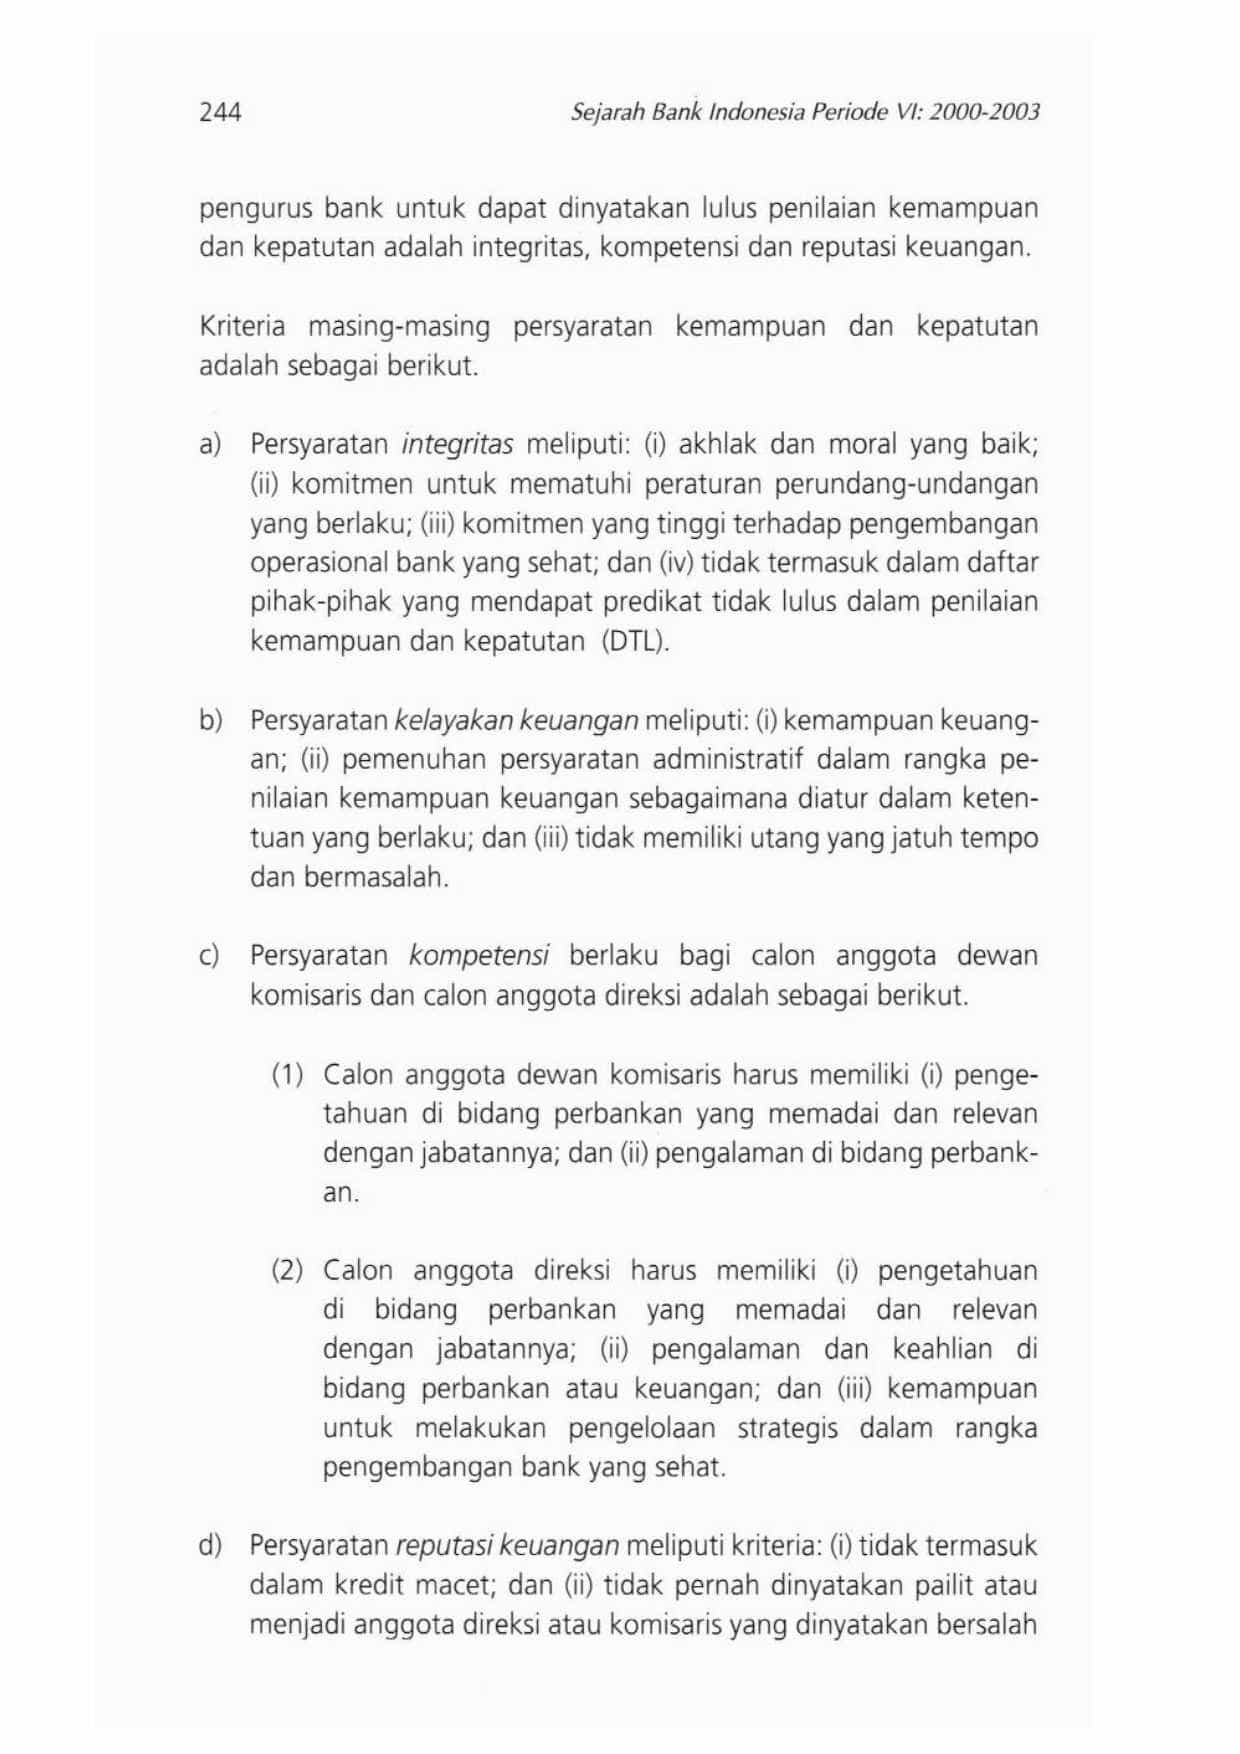 244
Sejarah Bank Indonesia Periode VI: 2000-2003
pengurus bank untuk dapat dinyatakan lulus penilaian kemampuan
dan kepatutan adalah integritas, kompetensi dan reputasi keuangan.
Kriteria masing-masing persyaratan kemampuan dan kepatutan
adalah sebagai berikut.
a) Persyaratan integritas meliputi: (i) akhlak dan moral yang baik;
(ii) komitmen untuk mematuhi peraturan perundang-undangan
yang berlaku; (iii) komitmen yang tinggi terhadap pengembangan
operasional bank yang sehat; dan (iv) tidak termasuk dalam daftar
pihak-pihak yang mendapat predikat tidak lulus dalam penilaian
kemampuan dan kepatutan (DTL).
b) Persyaratan kelayakan keuangan meliputi: (i) kemampuan keuang-
an; (ii) pemenuhan persyaratan administratif dalam rangka pe-
nilaian kemampuan keuangan sebagaimana diatur dalam keten-
tuan yang berlaku; dan (iii) tidak memiliki utang yang jatuh tempo
dan bermasalah.
c) Persyaratan kompetensi berlaku bagi calon anggota dewan
komisaris dan calon anggota direksi adalah sebagai berikut.
(1) Calon anggota dewan komisaris harus memiliki (i) penge-
tahuan di bidang perbankan yang memadai dan relevan
dengan jabatannya; dan (ii) pengalaman di bidang perbank-
an.
(2) Calon anggota direksi harus memiliki (i) pengetahuan
di bidang perbankan yang memadai dan relevan
dengan jabatannya; (ii) pengalaman dan keahlian di
bidang perbankan atau keuangan; dan (iii) kemampuan
untuk melakukan pengelolaan strategis dalam rangka
pengembangan bank yang sehat.
d) Persyaratan reputasi keuangan meliputi kriteria: (i) tidak termasuk
dalam kredit macet; dan (ii) tidak pernah dinyatakan pailit atau
menjadi anggota direksi atau komisaris yang dinyatakan bersalah